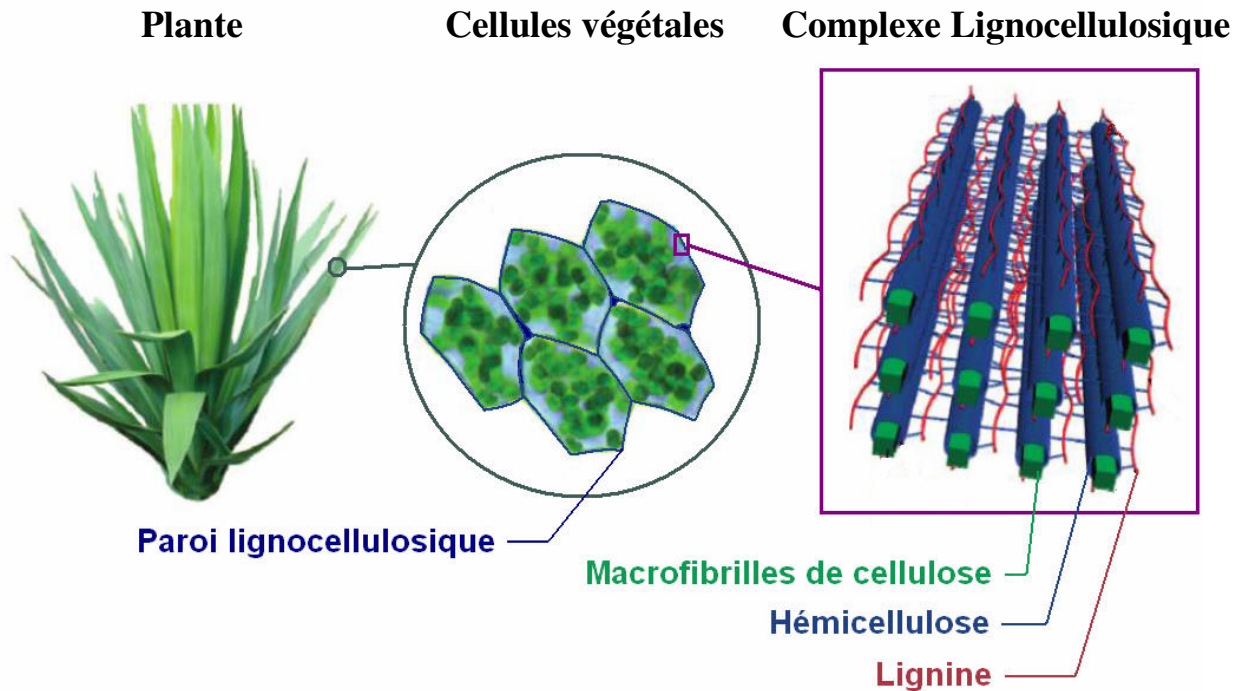 Plante
Cellules végétales
Complexe Lignocellulosique
Paroi lignocellulosique
Macrofibrilles de cellulose
Hémicellulose
Lignine